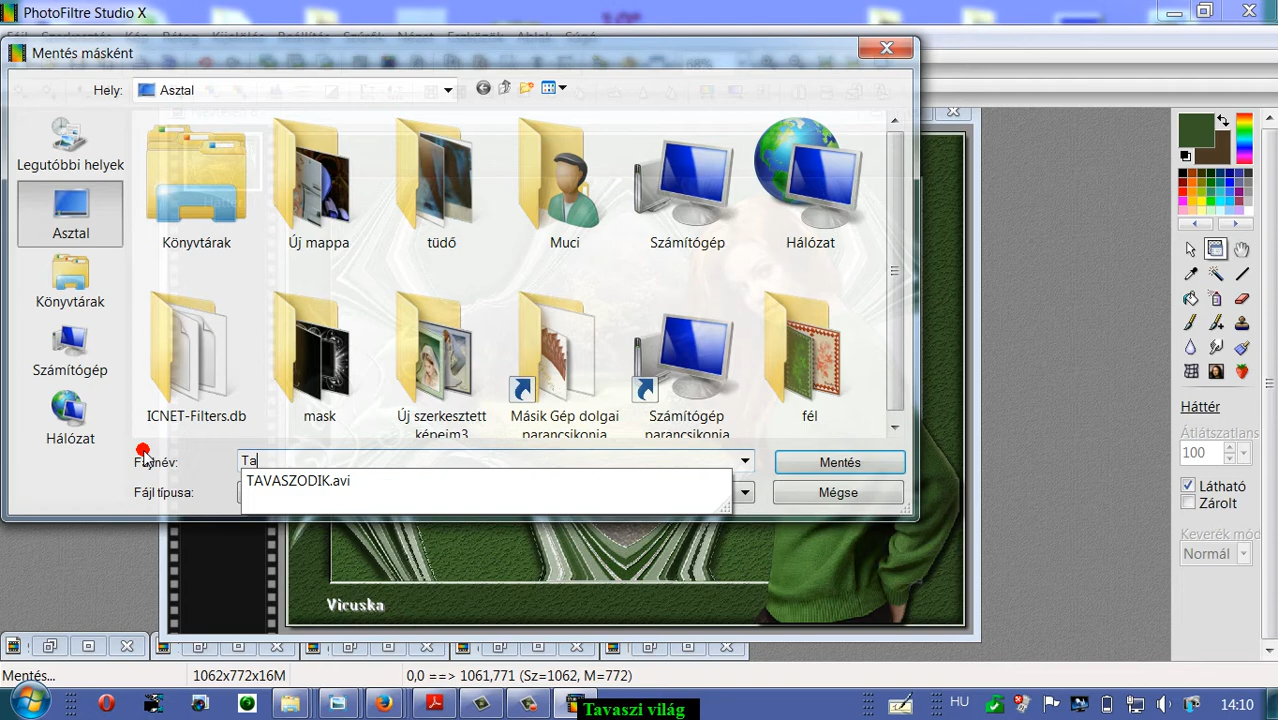 PhotoFiltre Studio X
Mentés másként
Hely:
Asztal
Legutóbbi helyek
Asztal
Könyvtárak
Számítógép
Hálózat
Könyvtárak
Új mappa
tüdő
Muci
Számítógép
Hálózat
ICNET-Filters.db
mask
Új szerkesztett
képeim3
Másik Gép dolgai
parancsikonja
Számítógép
parancsikonja
fél
Fájlnév:
Ta
TAVASZODIK.avi
Fájl típusa:
Mentés
Mégse
Háttér
Átlátszatlans
100
Látható
Zárolt
Keverék mód
Normál
Vicuska
Mentés...
1062x772x16M
0,0 ==> 1061,771 (Sz=1062, M=772)
Tavaszi világ
HU
14:10